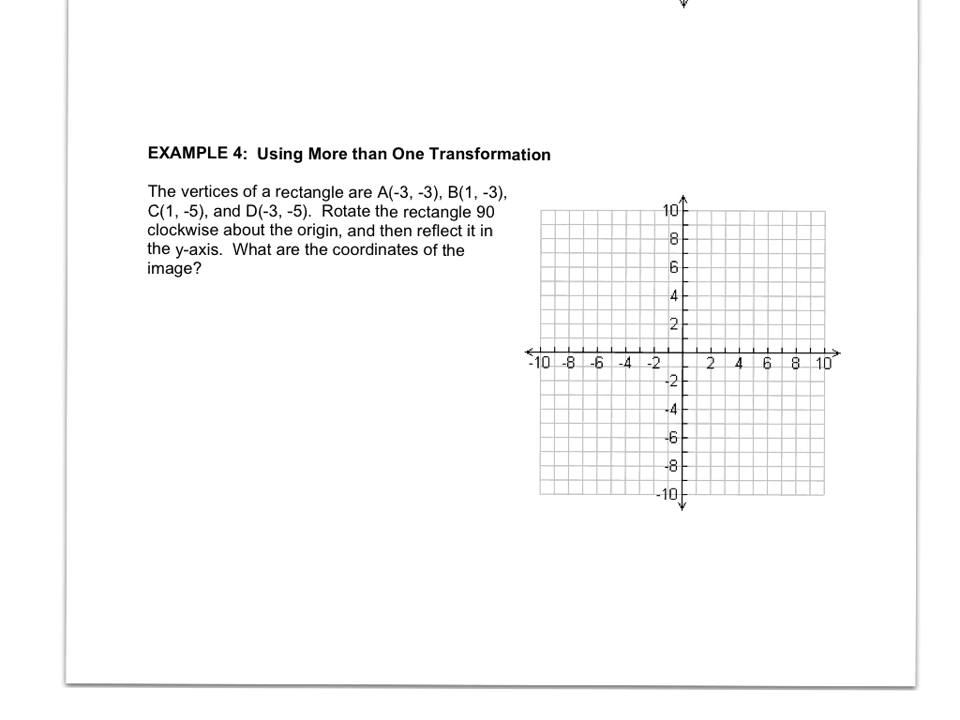 EXAMPLE 4: Using More than One Transformation
The vertices of a rectangle are A(-3, -3), B(1, -3),
C(1, -5), and D(-3, -5). Rotate the rectangle 90
clockwise about the origin, and then reflect it in
the y-axis. What are the coordinates of the
image?
10
8
6
4
2
-10 -8 -6 -4 -2 2 4 6 8 10
-2
-4
-6
-8
-10